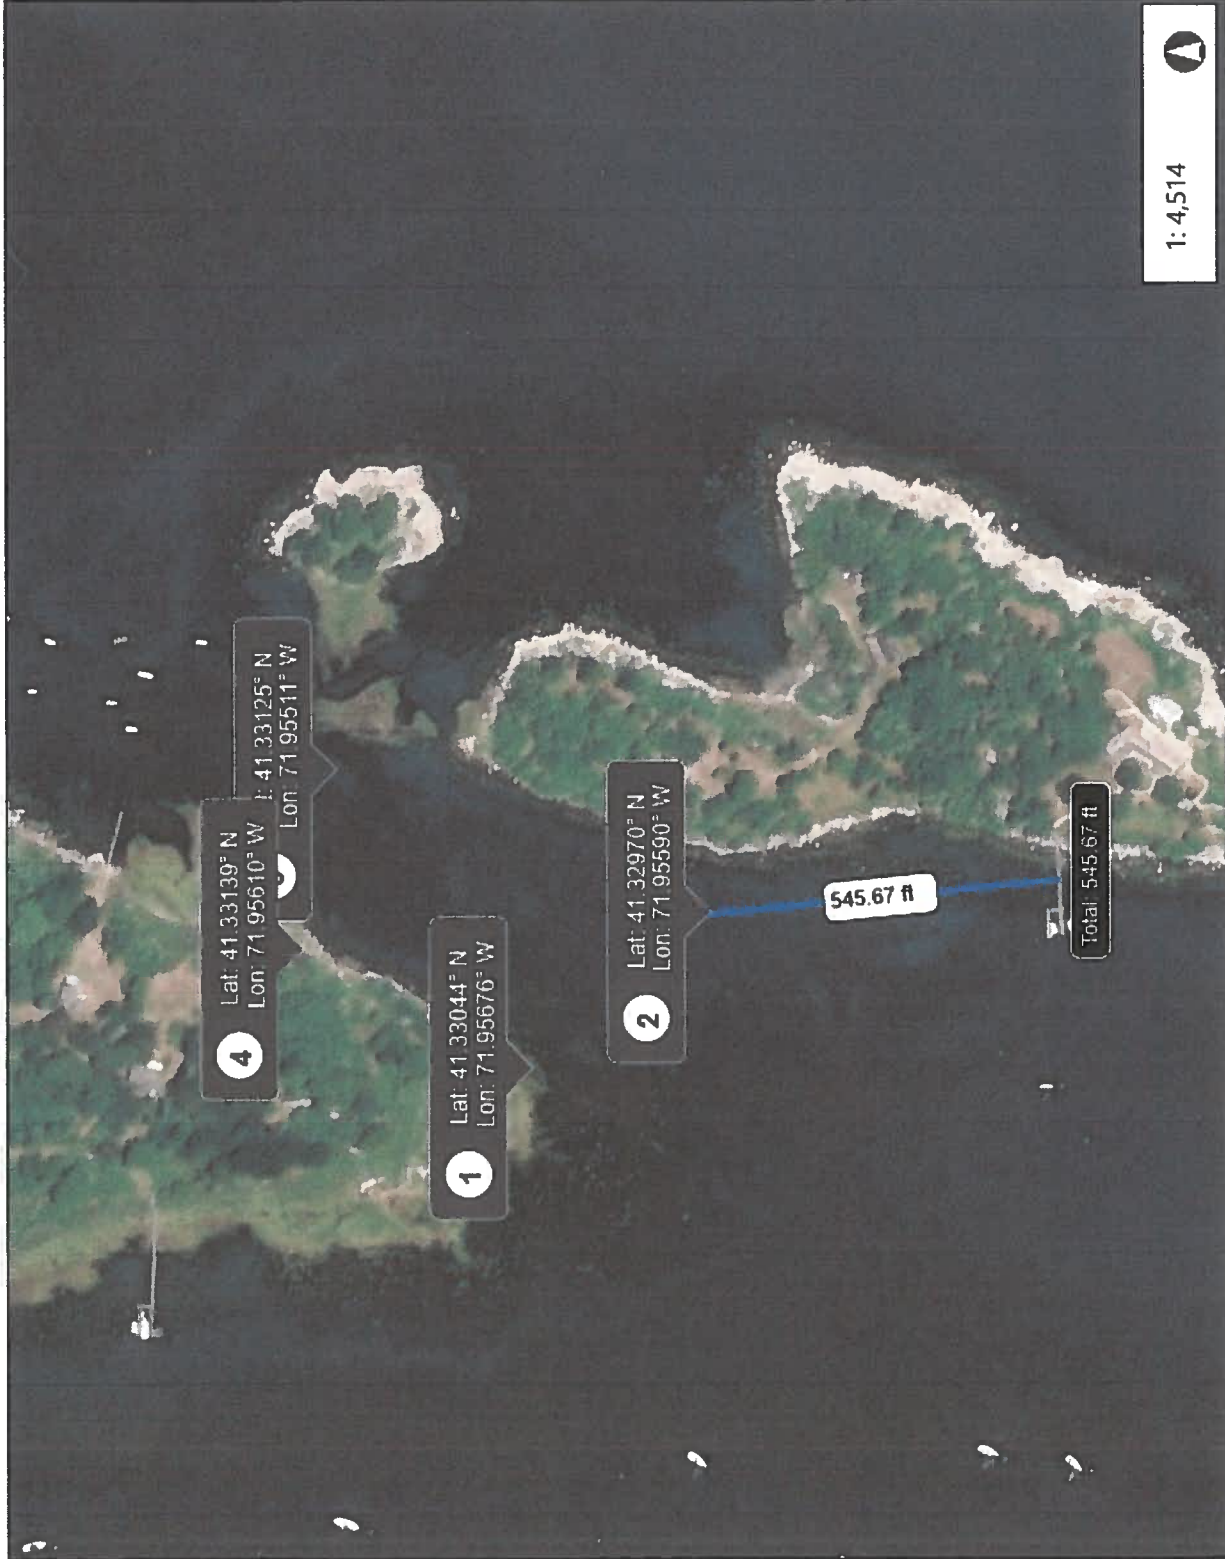 4
Lat: 41.33139° N
Lon: 71.95610° W
: 41.33125° N
Lon: 71.95511° W
1
Lat: 41.33044° N
Lon: 71.95676° W
2
Lat: 41.32970° N
Lon: 71.95590° W
545.67 ft
Total: 545.67 ft
1: 4,514